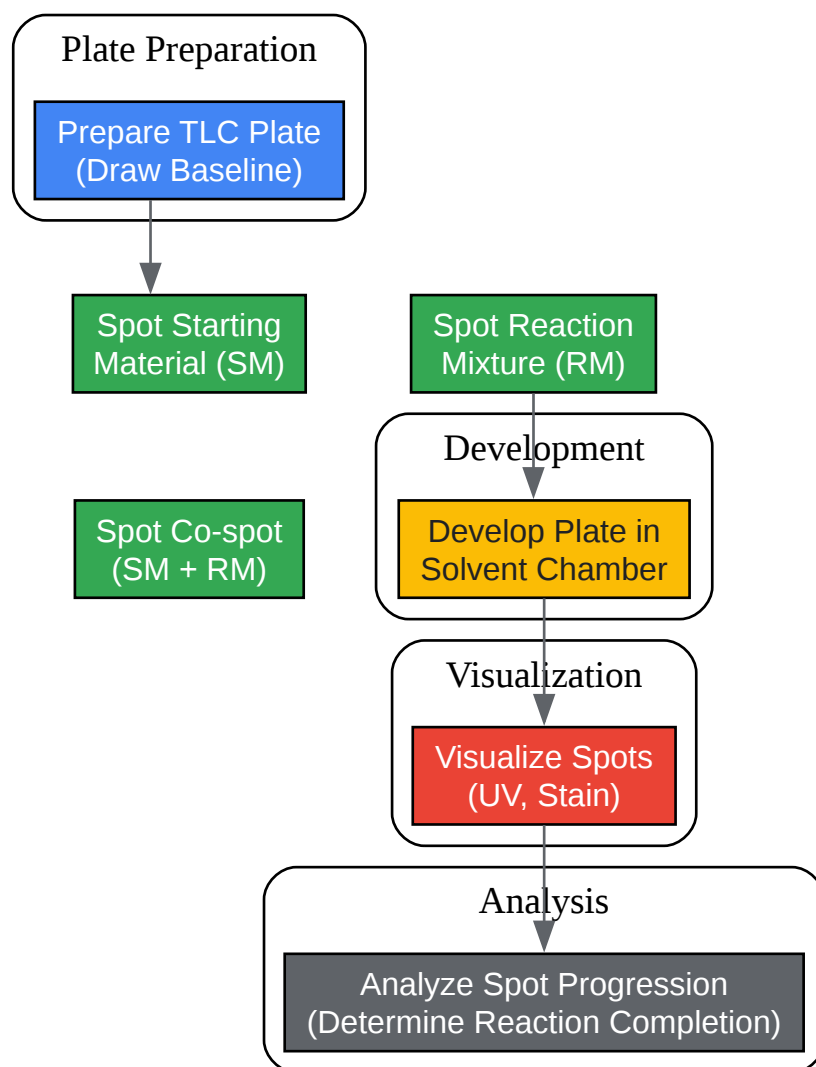 Plate Preparation
Prepare TLC Plate
(Draw Baseline)
Spot Starting
Material (SM)
Spot Reaction
Mixture (RM)
Development
Spot Co-spot
(SM + RM)
Develop Plate in
Solvent Chamber
Visualization
Visualize Spots
(UV, Stain)
Analysis
Analyze Spot Progression
(Determine Reaction Completion)